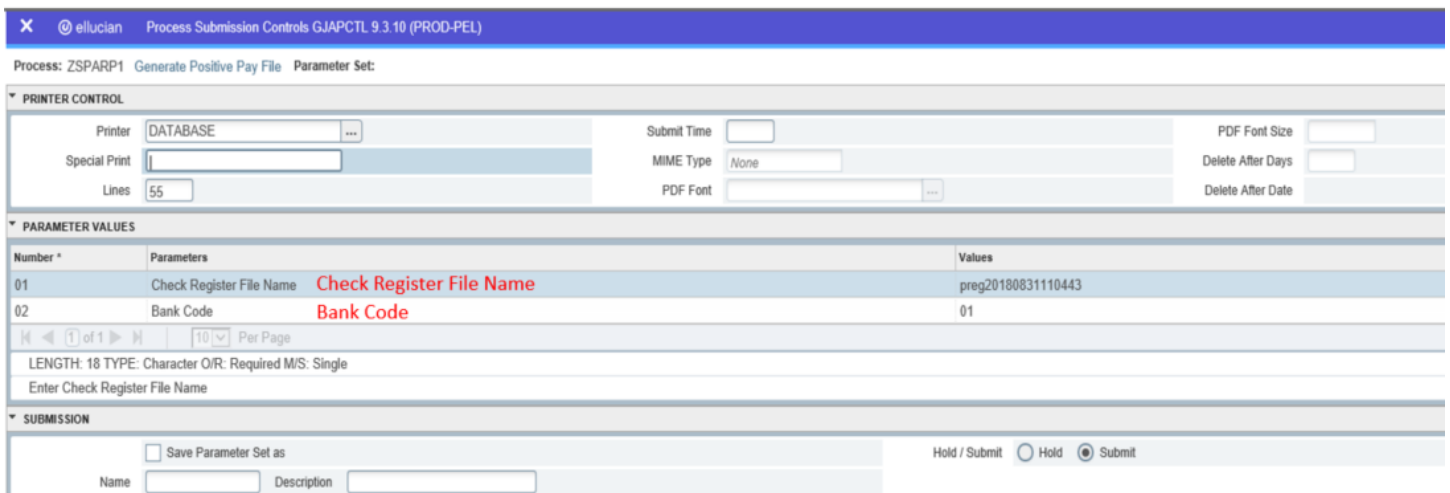 ✕ ellucian Process Submission Controls GJAPCTL 9.3.10 (PROD-PEL)
Process: ZSPARP1 Generate Positive Pay File Parameter Set:
PRINTER CONTROL
Printer DATABASE ... Submit Time PDF Font Size
Special Print MIME Type None Delete After Days
Lines 55 PDF Font ... Delete After Date
PARAMETER VALUES
Number * Parameters Values
01 Check Register File Name Check Register File Name preg20180831110443
02 Bank Code Bank Code 01
1 of 1 10 Per Page
LENGTH: 18 TYPE: Character O/R: Required M/S: Single
Enter Check Register File Name
SUBMISSION
Save Parameter Set as Hold / Submit Hold Submit
Name Description